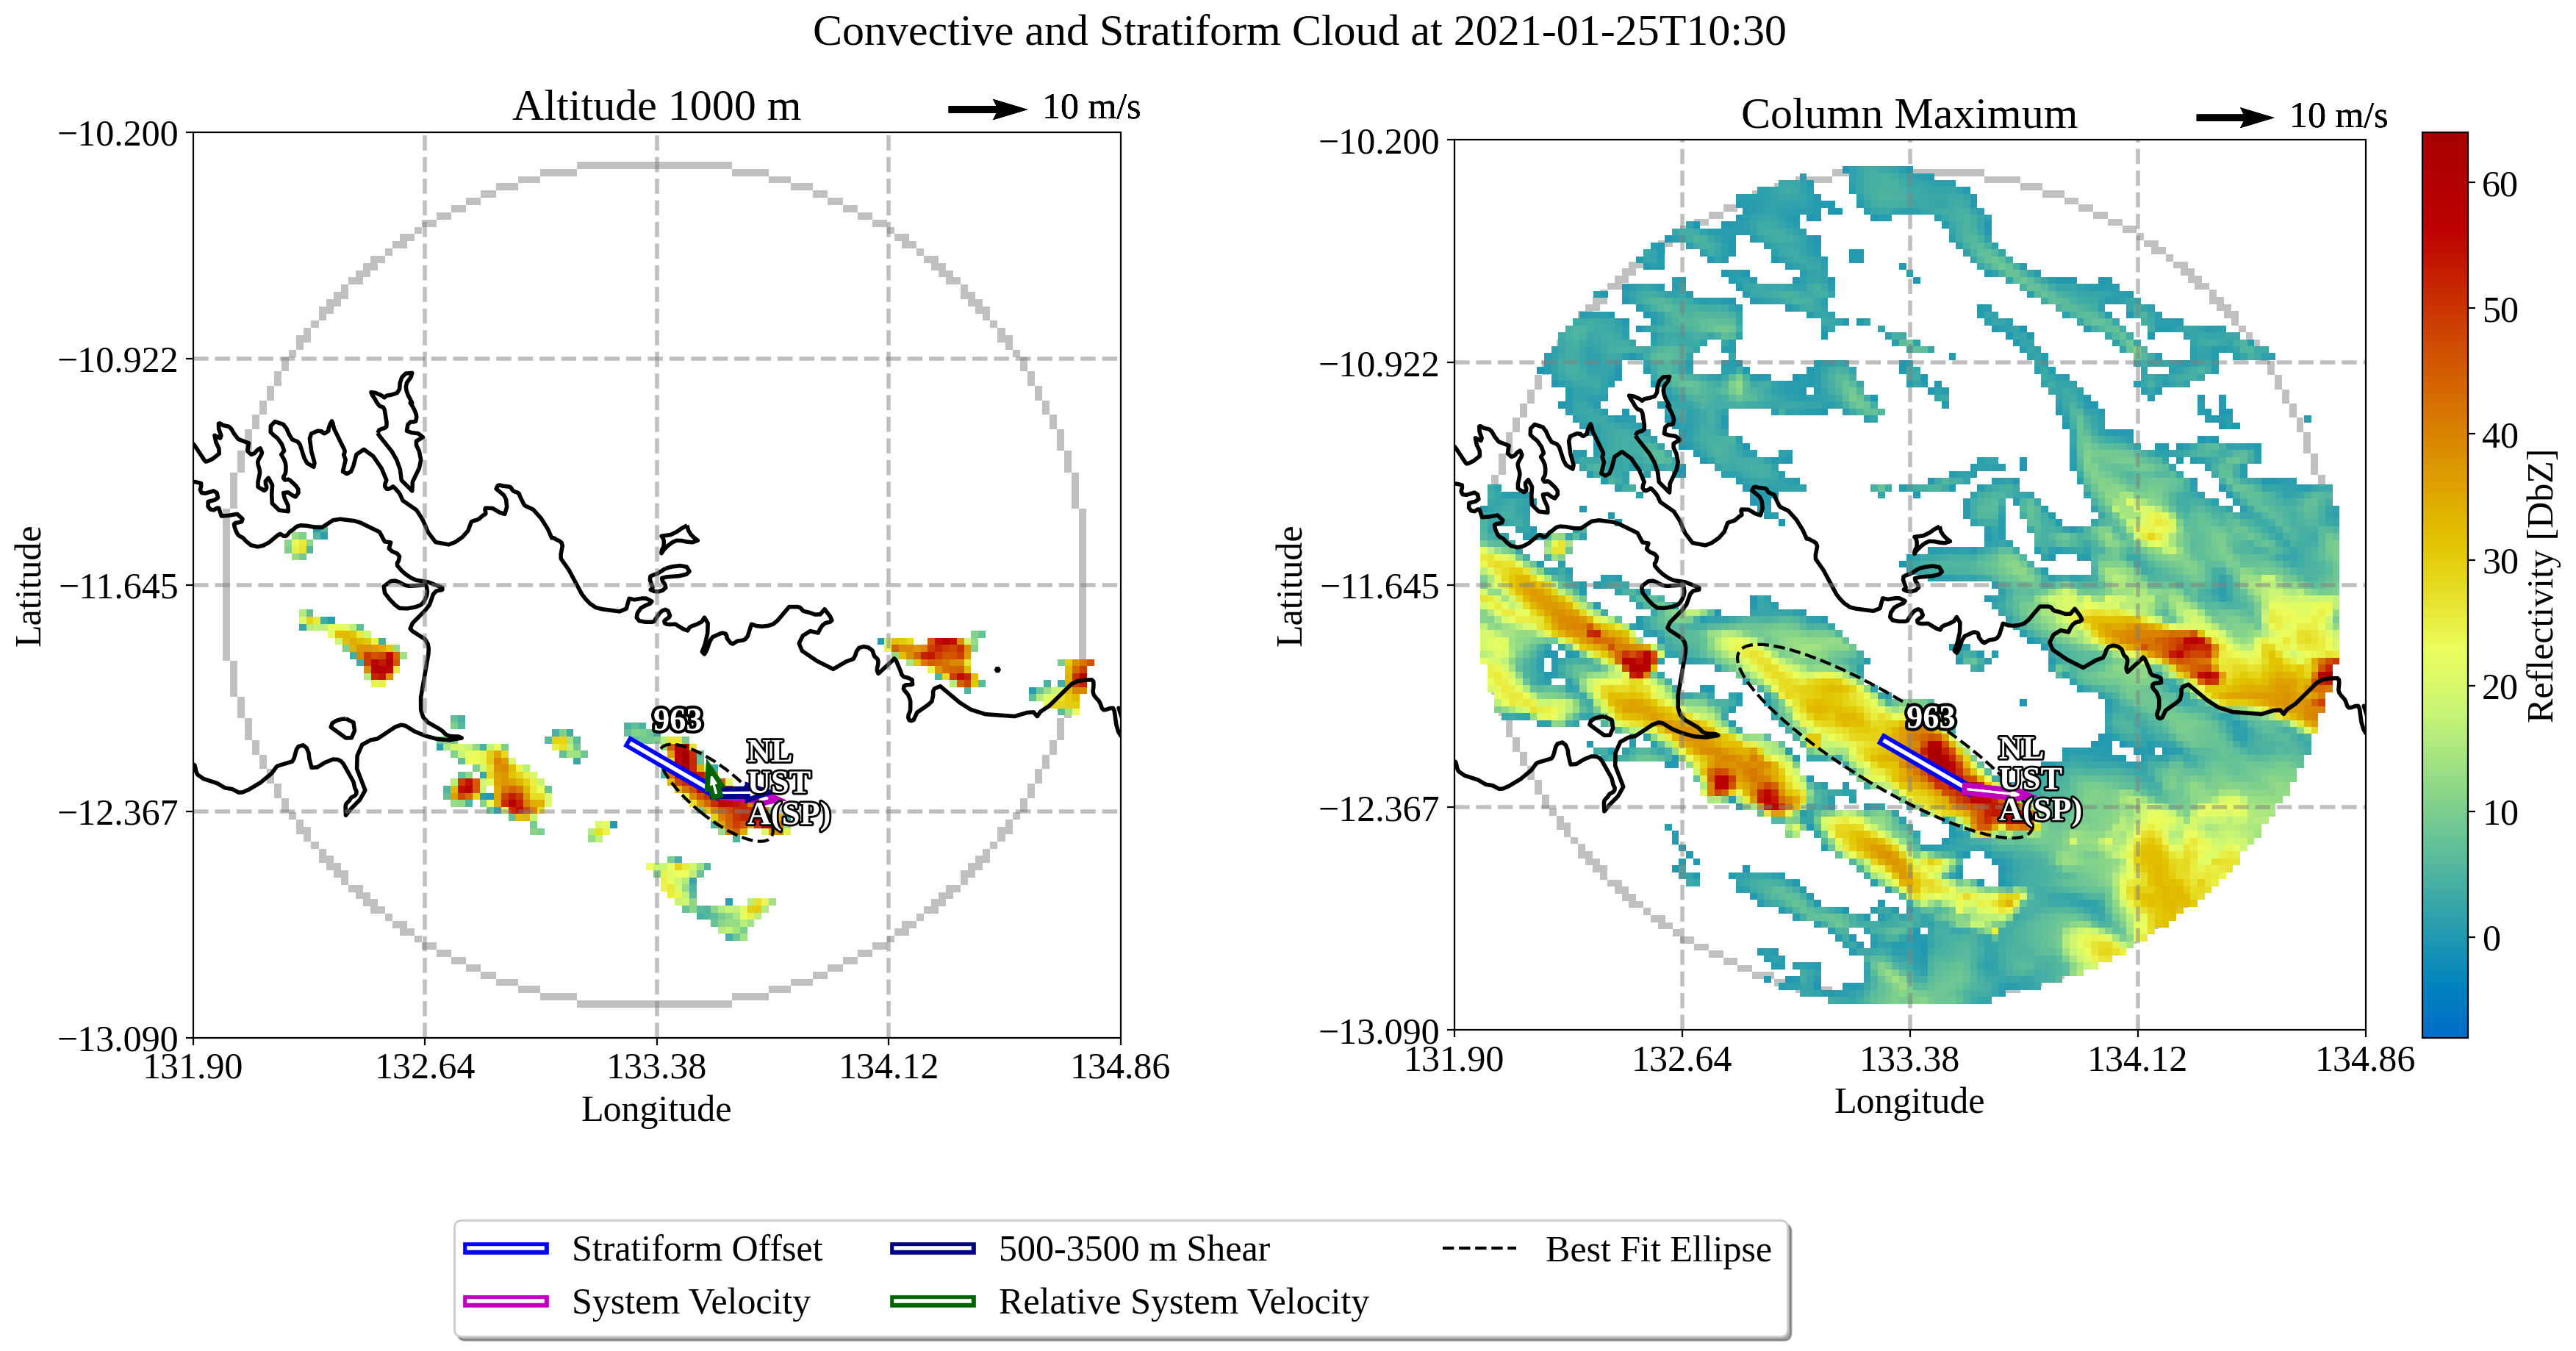 Convective and Stratiform Cloud at 2021-01-25T10:30
Altitude 1000 m
10 m/s
−10.200
−10.922
−11.645
−12.367
−13.090
Latitude
963
NL
UST
A(SP)
131.90 132.64 133.38 134.12 134.86
Longitude
Column Maximum
10 m/s
−10.200
−10.922
−11.645
−12.367
−13.090
Latitude
963
NL
UST
A(SP)
131.90 132.64 133.38 134.12 134.86
Longitude
60
50
40
30
20
10
0
Reflectivity [DbZ]
Stratiform Offset
System Velocity
500-3500 m Shear
Relative System Velocity
Best Fit Ellipse